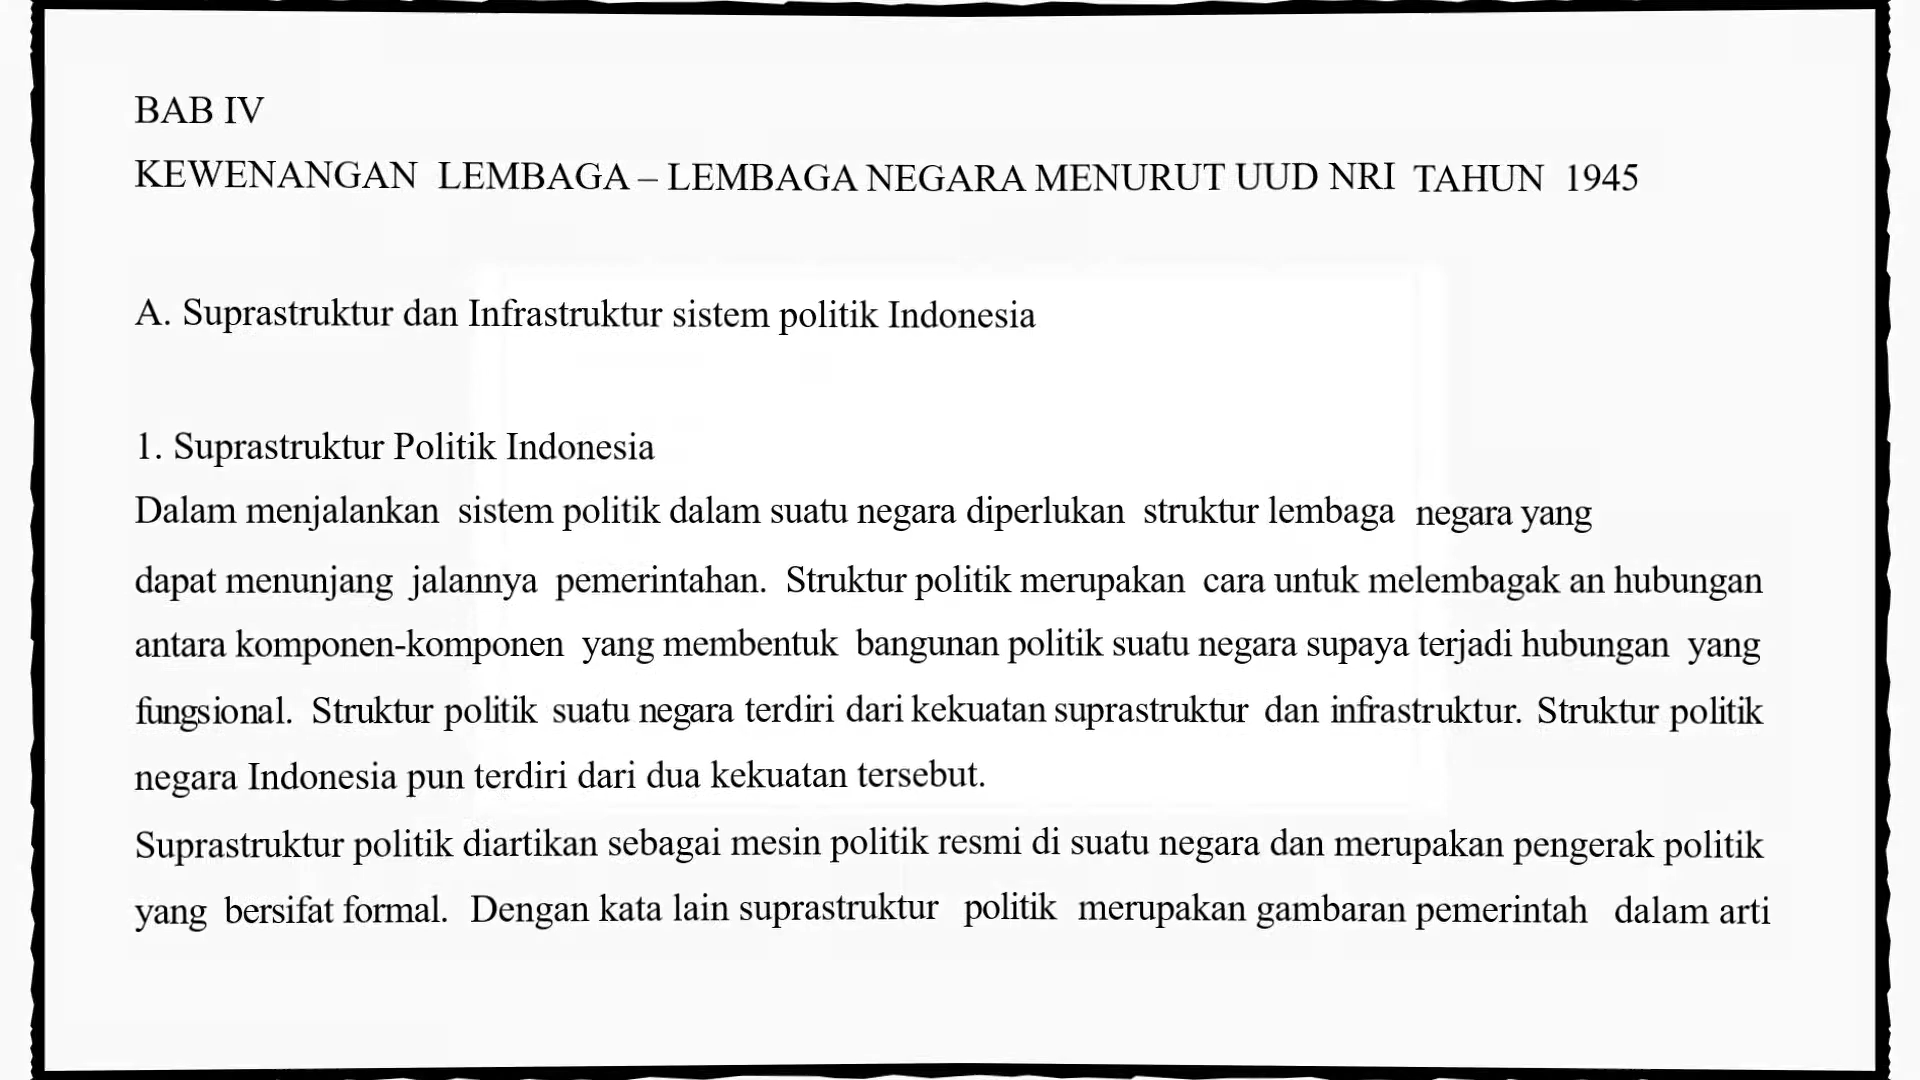 BAB IV
KEWENANGAN LEMBAGA – LEMBAGA NEGARA MENURUT UUD NRI TAHUN 1945
A. Suprastruktur dan Infrastruktur sistem politik Indonesia
1. Suprastruktur Politik Indonesia
Dalam menjalankan sistem politik dalam suatu negara diperlukan struktur lembaga negara yang
dapat menunjang jalannya pemerintahan. Struktur politik merupakan cara untuk melembagak an hubungan
antara komponen-komponen yang membentuk bangunan politik suatu negara supaya terjadi hubungan yang
fungsional. Struktur politik suatu negara terdiri dari kekuatan suprastruktur dan infrastruktur. Struktur politik
negara Indonesia pun terdiri dari dua kekuatan tersebut.
Suprastruktur politik diartikan sebagai mesin politik resmi di suatu negara dan merupakan pengerak politik
yang bersifat formal. Dengan kata lain suprastruktur politik merupakan gambaran pemerintah dalam arti